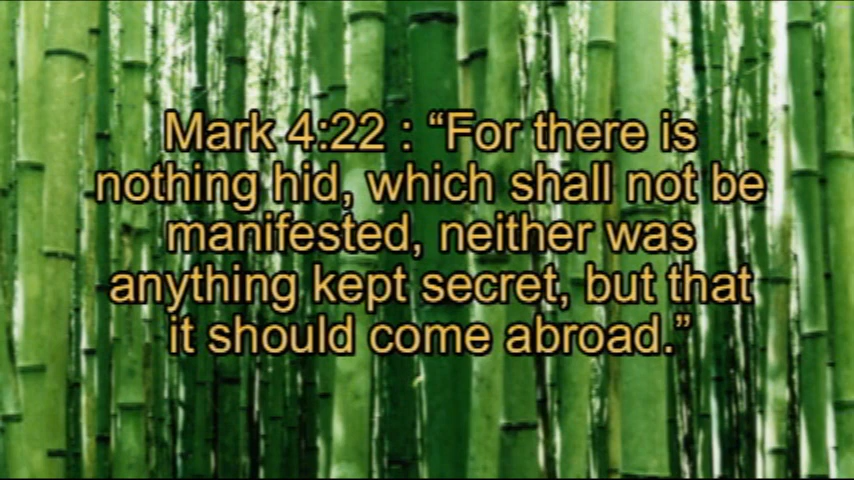 Mark 4:22 : “For there is
nothing hid, which shall not be
manifested, neither was
anything kept secret, but that
it should come abroad.”